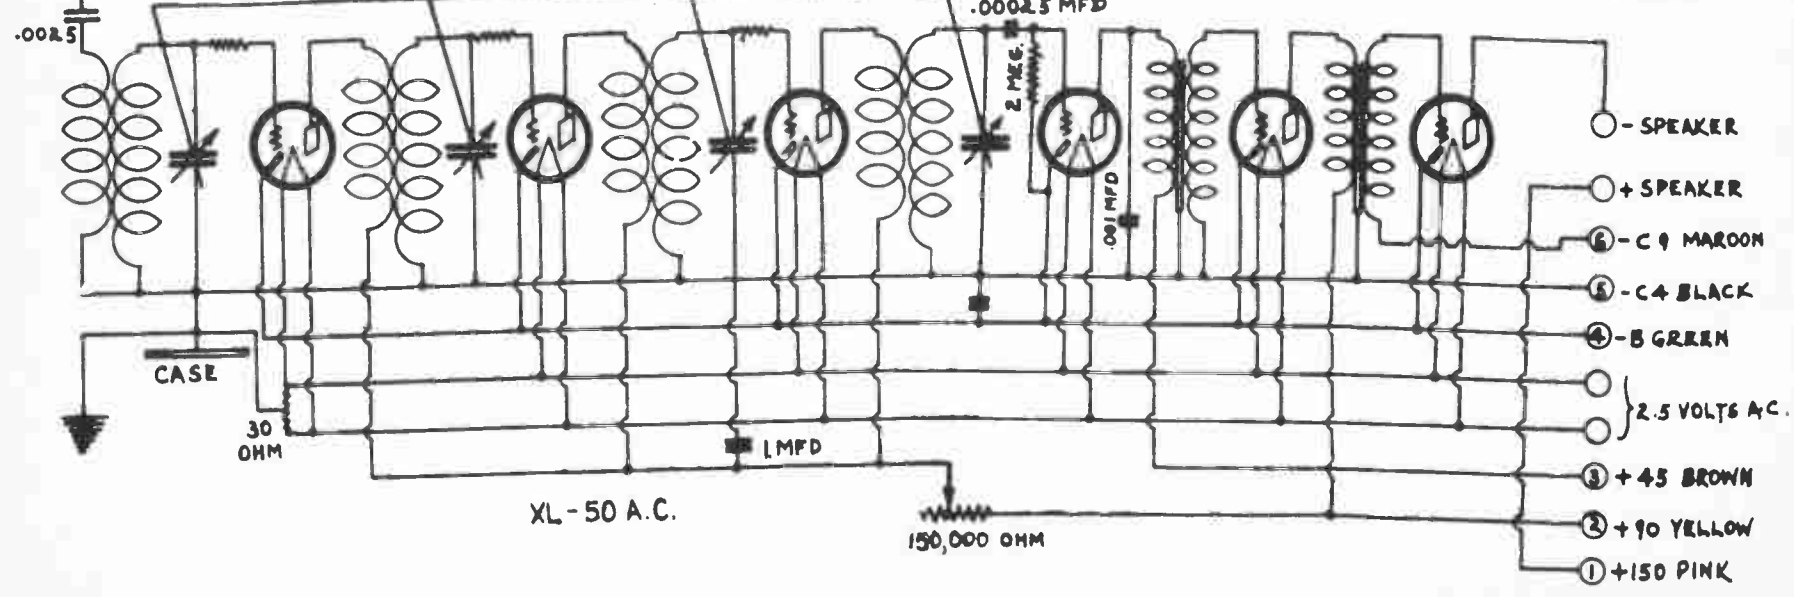 .00025 MFD
.0025
2 MEG.
.001 MFD
- SPEAKER
+ SPEAKER
6 - C 9 MAROON
5 - C4 BLACK
4 - B GREEN
CASE
2.5 VOLTS A.C.
30
OHM
1 MFD
3 + 45 BROWN
XL-50 A.C.
2 + 90 YELLOW
150,000 OHM
1 +150 PINK